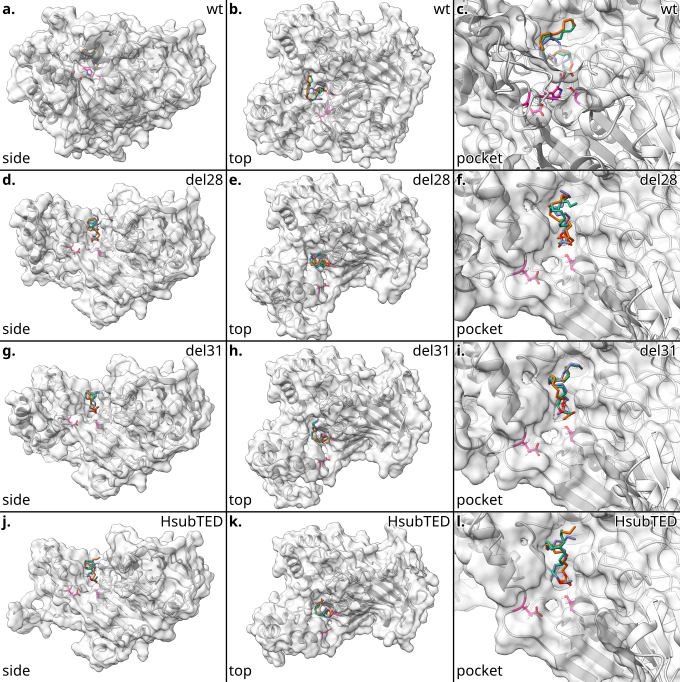 a. wt
side
b. wt
top
c. wt
pocket
d. del28
side
e. del28
top
f. del28
pocket
g. del31
side
h. del31
top
i. del31
pocket
j. HsubTED
side
k. HsubTED
top
l. HsubTED
pocket